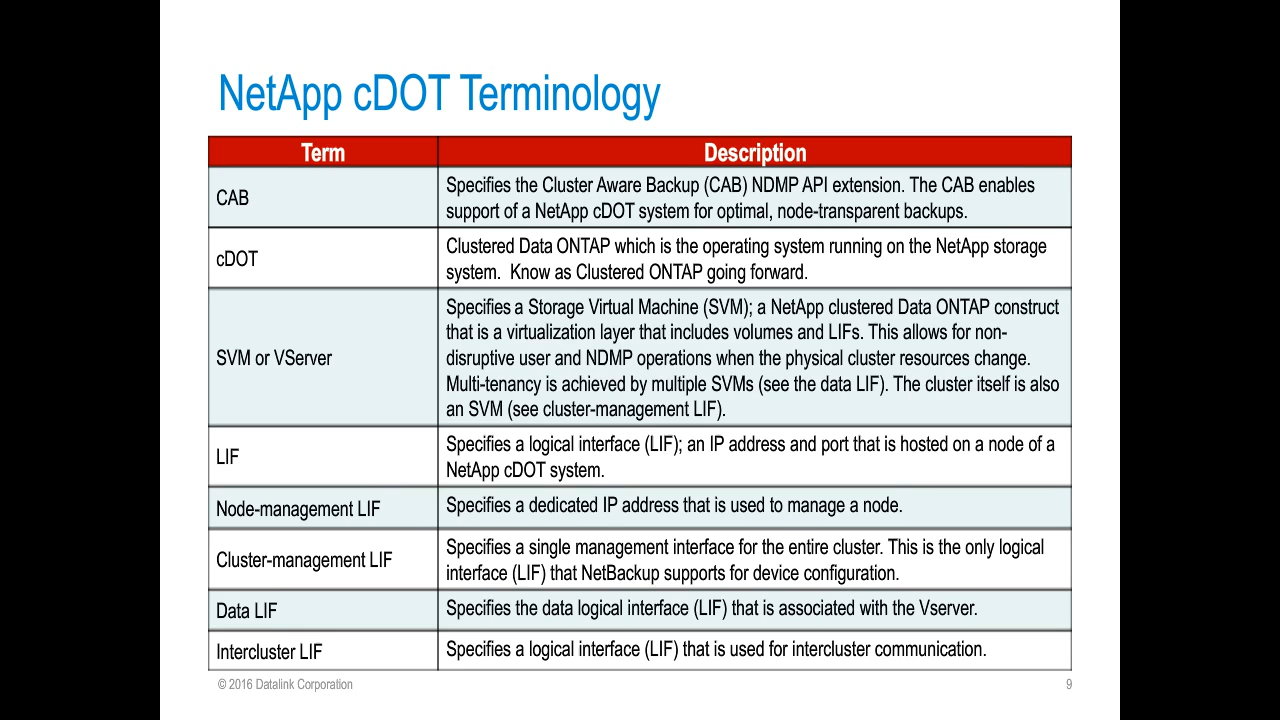 NetApp cDOT Terminology
Term
Description
CAB
Specifies the Cluster Aware Backup (CAB) NDMP API extension. The CAB enables
support of a NetApp cDOT system for optimal, node-transparent backups.
cDOT
Clustered Data ONTAP which is the operating system running on the NetApp storage
system.  Know as Clustered ONTAP going forward.
SVM or VServer
Specifies a Storage Virtual Machine (SVM); a NetApp clustered Data ONTAP construct
that is a virtualization layer that includes volumes and LIFs. This allows for non-
disruptive user and NDMP operations when the physical cluster resources change.
Multi-tenancy is achieved by multiple SVMs (see the data LIF). The cluster itself is also
an SVM (see cluster-management LIF).
LIF
Specifies a logical interface (LIF); an IP address and port that is hosted on a node of a
NetApp cDOT system.
Node-management LIF
Specifies a dedicated IP address that is used to manage a node.
Cluster-management LIF
Specifies a single management interface for the entire cluster. This is the only logical
interface (LIF) that NetBackup supports for device configuration.
Data LIF
Specifies the data logical interface (LIF) that is associated with the Vserver.
Intercluster LIF
Specifies a logical interface (LIF) that is used for intercluster communication.
© 2016 Datalink Corporation
9